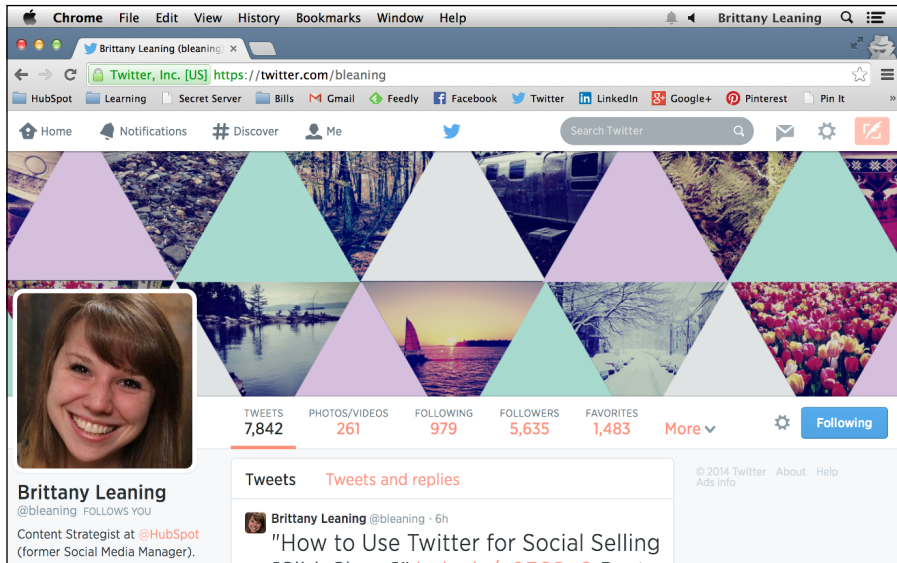 Chrome File Edit View History Bookmarks Window Help Brittany Leaning
Brittany Leaning (bleaning)
Twitter, Inc. [US] https://twitter.com/bleaning
HubSpot Learning Secret Server Bills Gmail Feedly Facebook Twitter LinkedIn Google+ Pinterest Pin It »
Home Notifications Discover Me Search Twitter
TWEETS PHOTOS/VIDEOS FOLLOWING FOLLOWERS FAVORITES
7,842 261 979 5,635 1,483 More Following
Brittany Leaning
@bleaning FOLLOWS YOU
Content Strategist at @HubSpot
(former Social Media Manager).
Tweets Tweets and replies
Brittany Leaning @bleaning · 6h
"How to Use Twitter for Social Selling
© 2014 Twitter About Help
Ads info